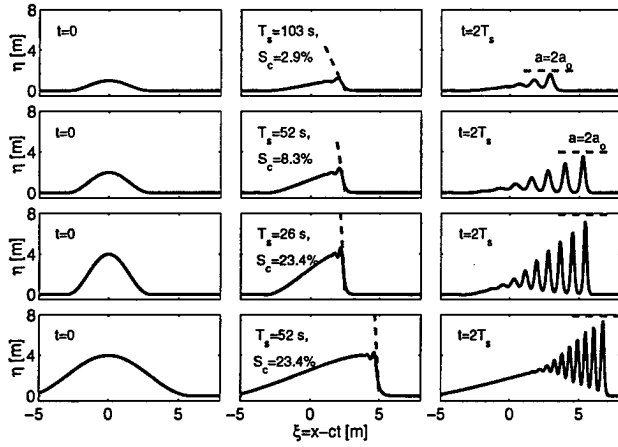 8
4
0
η [m]
t=0
T_s=103 s,
S_c=2.9%
t=2T_s
a=2a_o
8
4
0
η [m]
t=0
T_s=52 s,
S_c=8.3%
t=2T_s
a=2a_o
8
4
0
η [m]
t=0
T_s=26 s,
S_c=23.4%
t=2T_s
8
4
0
η [m]
t=0
T_s=52 s,
S_c=23.4%
t=2T_s
-5 0 5 -5 0 5 -5 0 5
ξ=x-ct [m]